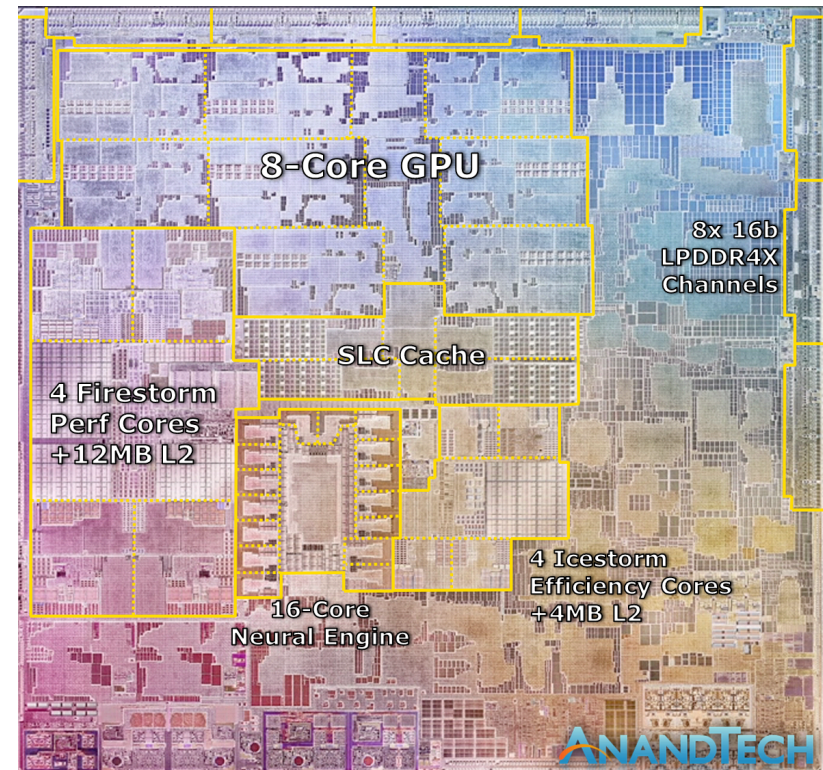 8-Core GPU
8x 16b
LPDDR4X
Channels
SLC Cache
4 Firestorm
Perf Cores
+12MB L2
4 Icestorm
Efficiency Cores
+4MB L2
16-Core
Neural Engine
ANANDTECH